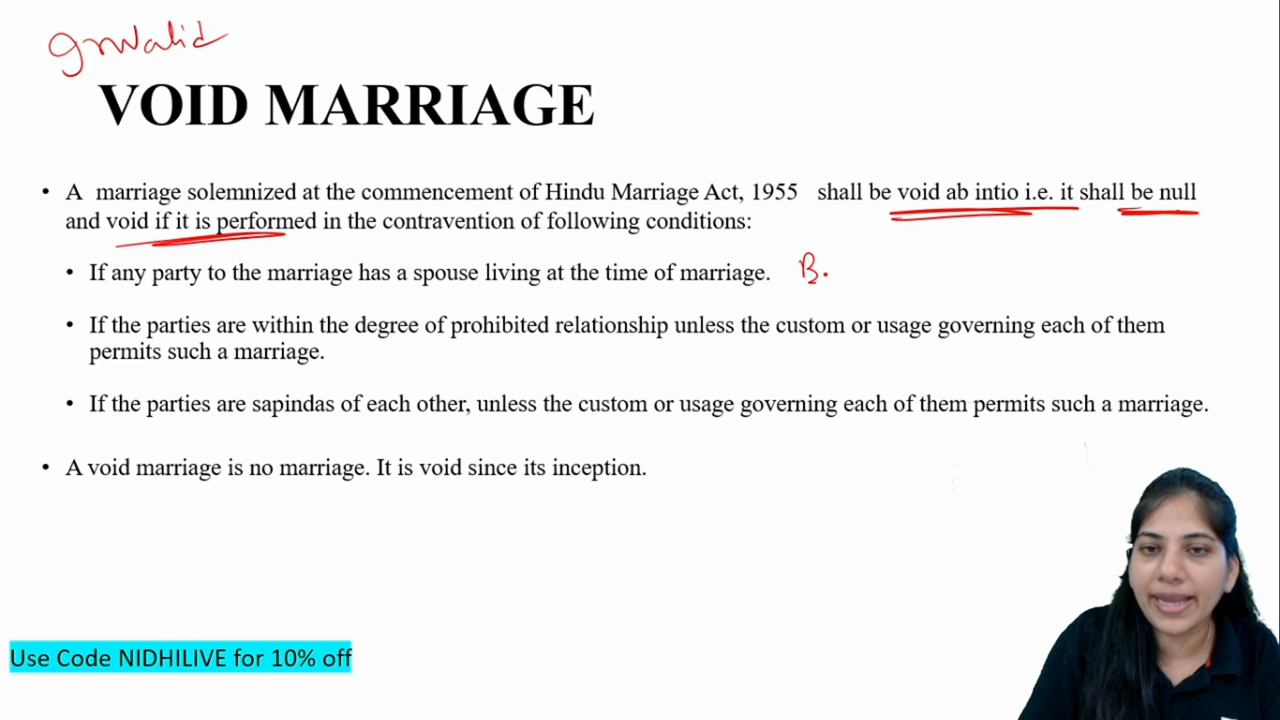 Invalid
VOID MARRIAGE
• A marriage solemnized at the commencement of Hindu Marriage Act, 1955 shall be void ab intio i.e. it shall be null
and void if it is performed in the contravention of following conditions:
• If any party to the marriage has a spouse living at the time of marriage. B.
• If the parties are within the degree of prohibited relationship unless the custom or usage governing each of them
permits such a marriage.
• If the parties are sapindas of each other, unless the custom or usage governing each of them permits such a marriage.
• A void marriage is no marriage. It is void since its inception.
Use Code NIDHILIVE for 10% off